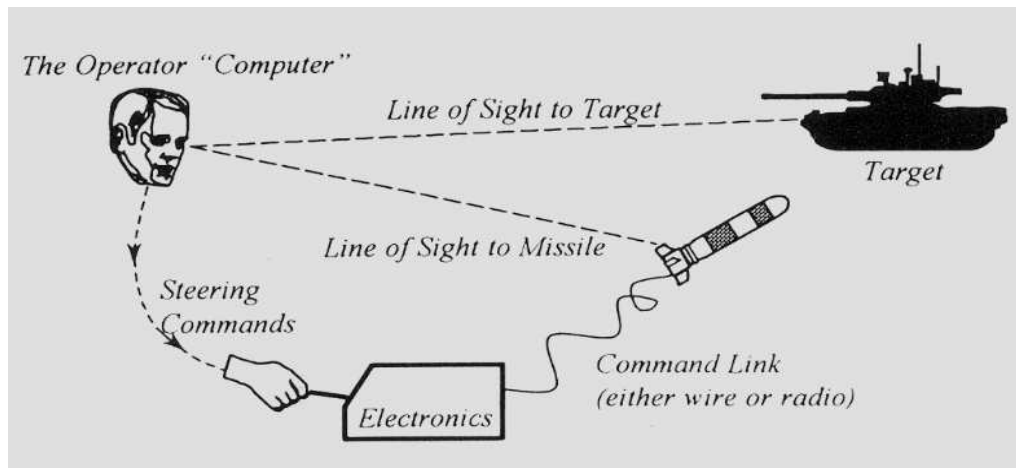 The Operator "Computer"
Line of Sight to Target
Target
Line of Sight to Missile
Steering
Commands
Command Link
(either wire or radio)
Electronics